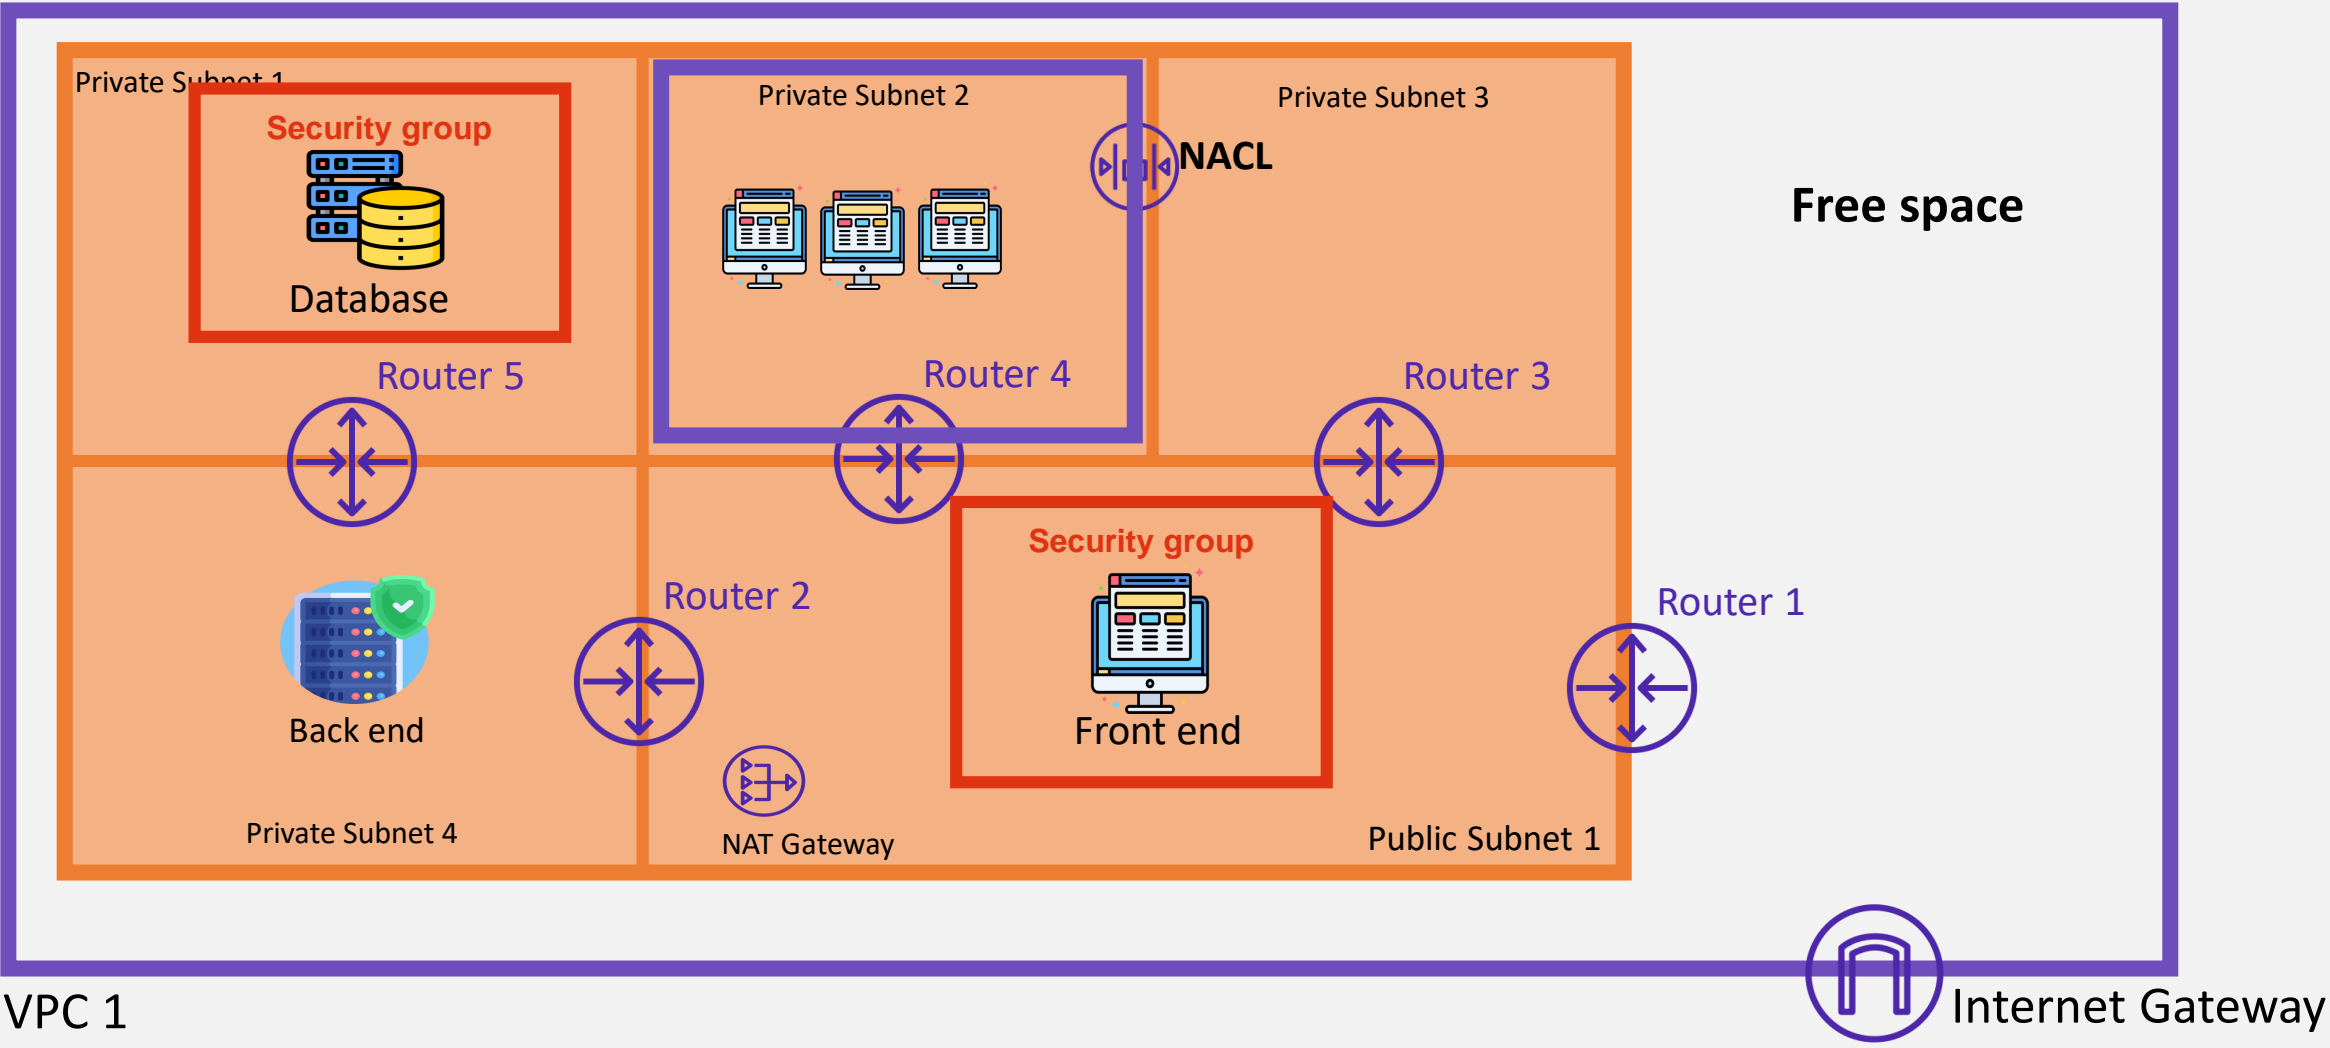 Private Subnet 1
Security group
Database
Router 5
Private Subnet 2
NACL
Router 4
Private Subnet 3
Router 3
Free space
Back end
Private Subnet 4
Router 2
NAT Gateway
Security group
Front end
Public Subnet 1
Router 1
VPC 1
Internet Gateway